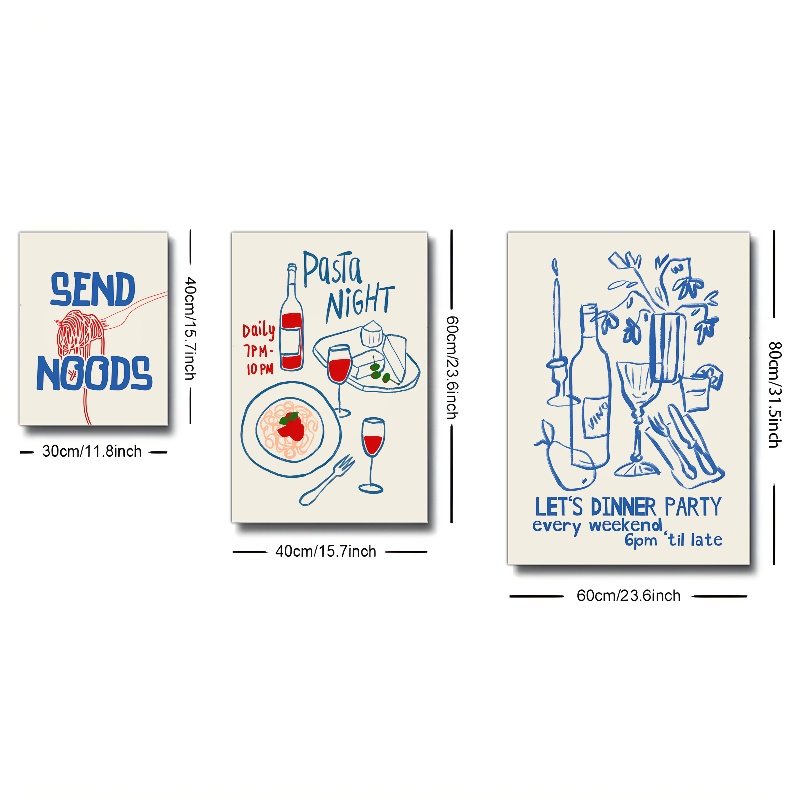 SEND
NOODS
40cm/15.7inch
30cm/11.8inch
Pasta
NIGHT
Daily
7PM-
10PM
60cm/23.6inch
40cm/15.7inch
VINO
LET'S DINNER PARTY
every weekend
6pm 'til late
80cm/31.5inch
60cm/23.6inch